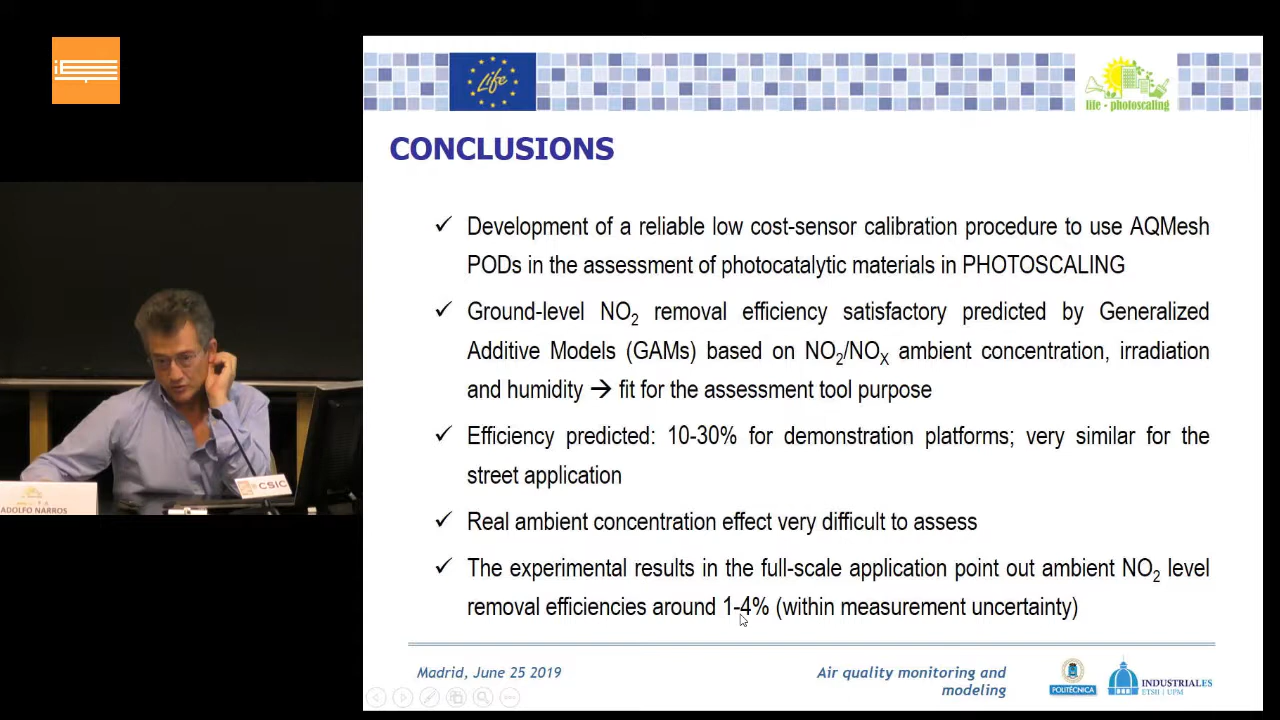 Life
life - photoscaling
CONCLUSIONS
✓ Development of a reliable low cost-sensor calibration procedure to use AQMesh
PODs in the assessment of photocatalytic materials in PHOTOSCALING
✓ Ground-level NO2 removal efficiency satisfactory predicted by Generalized
Additive Models (GAMs) based on NO2/NOX ambient concentration, irradiation
and humidity → fit for the assessment tool purpose
✓ Efficiency predicted: 10-30% for demonstration platforms; very similar for the
street application
✓ Real ambient concentration effect very difficult to assess
✓ The experimental results in the full-scale application point out ambient NO2 level
removal efficiencies around 1-4% (within measurement uncertainty)
CSIC
ADOLFO NARROS
Madrid, June 25 2019
Air quality monitoring and
modeling
POLITÉCNICA
INDUSTRIALES
ETSII | UPM